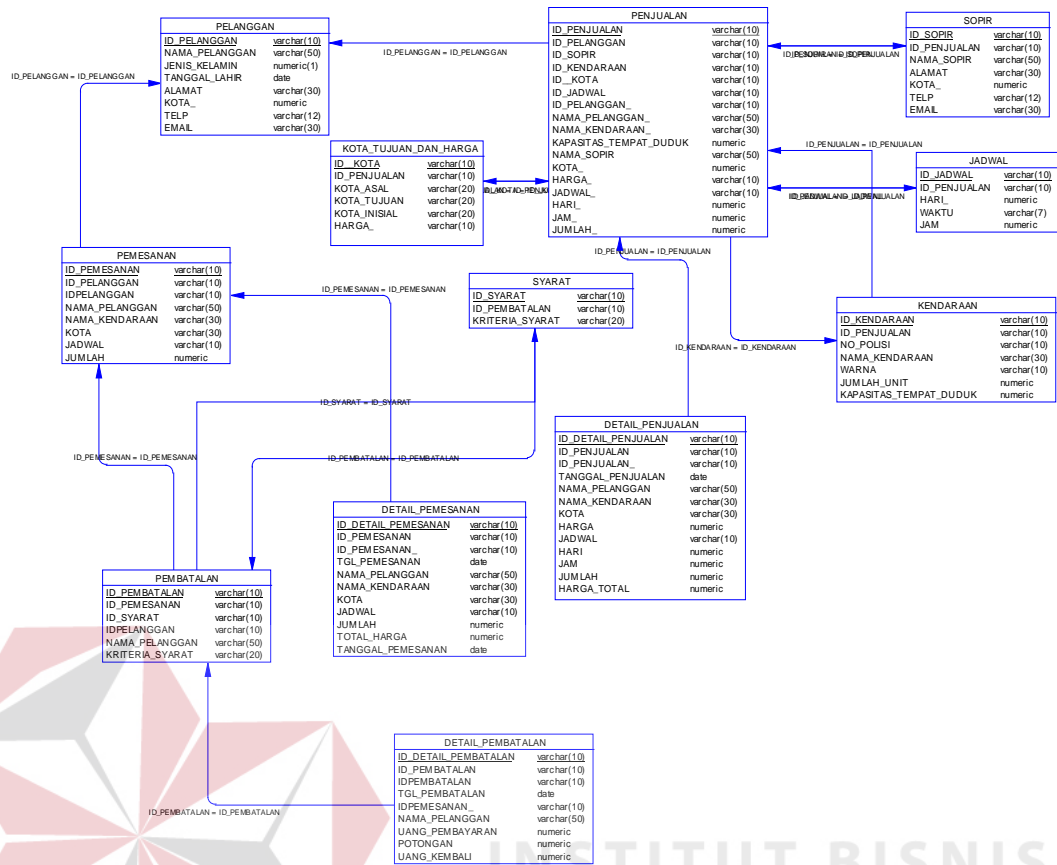 PELANGGAN
ID_PELANGGAN varchar(10)
NAMA_PELANGGAN varchar(50)
JENIS_KELAMIN numeric(1)
TANGGAL_LAHIR date
ALAMAT varchar(30)
KOTA_ numeric
TELP varchar(12)
EMAIL varchar(30)
PENJUALAN
ID_PENJUALAN varchar(10)
ID_PELANGGAN varchar(10)
ID_SOPIR varchar(10)
ID_KENDARAAN varchar(10)
ID__KOTA varchar(10)
ID_JADWAL varchar(10)
ID_PELANGGAN_ varchar(10)
NAMA_PELANGGAN_ varchar(50)
NAMA_KENDARAAN_ varchar(30)
KAPASITAS_TEMPAT_DUDUK numeric
NAMA_SOPIR varchar(50)
KOTA_ numeric
HARGA_ varchar(10)
JADWAL_ varchar(10)
HARI_ numeric
JAM_ numeric
JUMLAH_ numeric
SOPIR
ID_SOPIR varchar(10)
ID_PENJUALAN varchar(10)
NAMA_SOPIR varchar(50)
ALAMAT varchar(30)
KOTA_ numeric
TELP varchar(12)
EMAIL varchar(30)
ID_PELANGGAN = ID_PELANGGAN
ID_PELANGGAN = ID_PELANGGAN
KOTA_TUJUAN_DAN_HARGA
ID__KOTA varchar(10)
ID_PENJUALAN varchar(10)
KOTA_ASAL varchar(20)
KOTA_TUJUAN varchar(20)
KOTA_INISIAL varchar(20)
HARGA_ varchar(10)
ID_PENJUALAN = ID_PENJUALAN
JADWAL
ID_JADWAL varchar(10)
ID_PENJUALAN varchar(10)
HARI_ numeric
WAKTU varchar(7)
JAM numeric
PEMESANAN
ID_PEMESANAN varchar(10)
ID_PELANGGAN varchar(10)
IDPELANGGAN varchar(10)
NAMA_PELANGGAN varchar(50)
NAMA_KENDARAAN varchar(30)
KOTA varchar(30)
JADWAL varchar(10)
JUMLAH numeric
ID_PENJUALAN = ID_PENJUALAN
ID_PEMESANAN = ID_PEMESANAN
SYARAT
ID_SYARAT varchar(10)
ID_PEMBATALAN varchar(10)
KRITERIA_SYARAT varchar(20)
KENDARAAN
ID_KENDARAAN varchar(10)
ID_PENJUALAN varchar(10)
NO_POLISI varchar(10)
NAMA_KENDARAAN varchar(30)
WARNA varchar(10)
JUMLAH_UNIT numeric
KAPASITAS_TEMPAT_DUDUK numeric
ID_KENDARAAN = ID_KENDARAAN
ID_SYARAT = ID_SYARAT
ID_PEMESANAN = ID_PEMESANAN
ID_PEMBATALAN = ID_PEMBATALAN
DETAIL_PENJUALAN
ID_DETAIL_PENJUALAN varchar(10)
ID_PENJUALAN varchar(10)
ID_PENJUALAN_ varchar(10)
TANGGAL_PENJUALAN date
NAMA_PELANGGAN varchar(50)
NAMA_KENDARAAN varchar(30)
KOTA varchar(30)
HARGA numeric
JADWAL varchar(10)
HARI numeric
JAM numeric
JUMLAH numeric
HARGA_TOTAL numeric
DETAIL_PEMESANAN
ID_DETAIL_PEMESANAN varchar(10)
ID_PEMESANAN varchar(10)
ID_PEMESANAN_ varchar(10)
TGL_PEMESANAN date
NAMA_PELANGGAN varchar(50)
NAMA_KENDARAAN varchar(30)
KOTA varchar(30)
JADWAL varchar(10)
JUMLAH numeric
TOTAL_HARGA numeric
TANGGAL_PEMESANAN date
PEMBATALAN
ID_PEMBATALAN varchar(10)
ID_PEMESANAN varchar(10)
ID_SYARAT varchar(10)
IDPELANGGAN varchar(10)
NAMA_PELANGGAN varchar(50)
KRITERIA_SYARAT varchar(20)
DETAIL_PEMBATALAN
ID_DETAIL_PEMBATALAN varchar(10)
ID_PEMBATALAN varchar(10)
IDPEMBATALAN varchar(10)
TGL_PEMBATALAN date
IDPEMESANAN_ varchar(10)
NAMA_PELANGGAN varchar(50)
UANG_PEMBAYARAN numeric
POTONGAN numeric
UANG_KEMBALI numeric
ID_PEMBATALAN = ID_PEMBATALAN
INSTITUT BISNIS